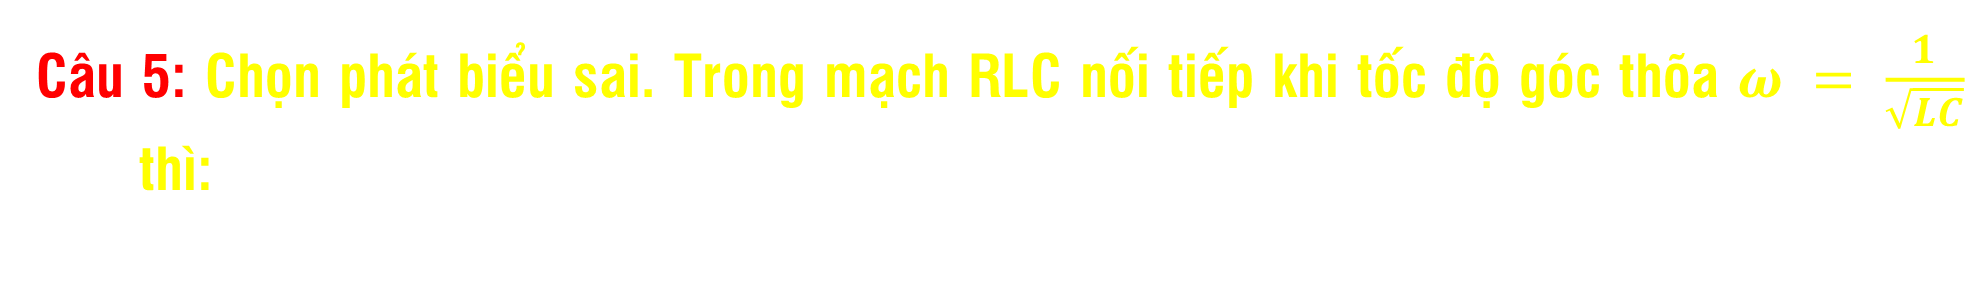 Câu 5: Chọn phát biểu sai. Trong mạch RLC nối tiếp khi tốc độ góc thõa ω = 1/√LC
thì: